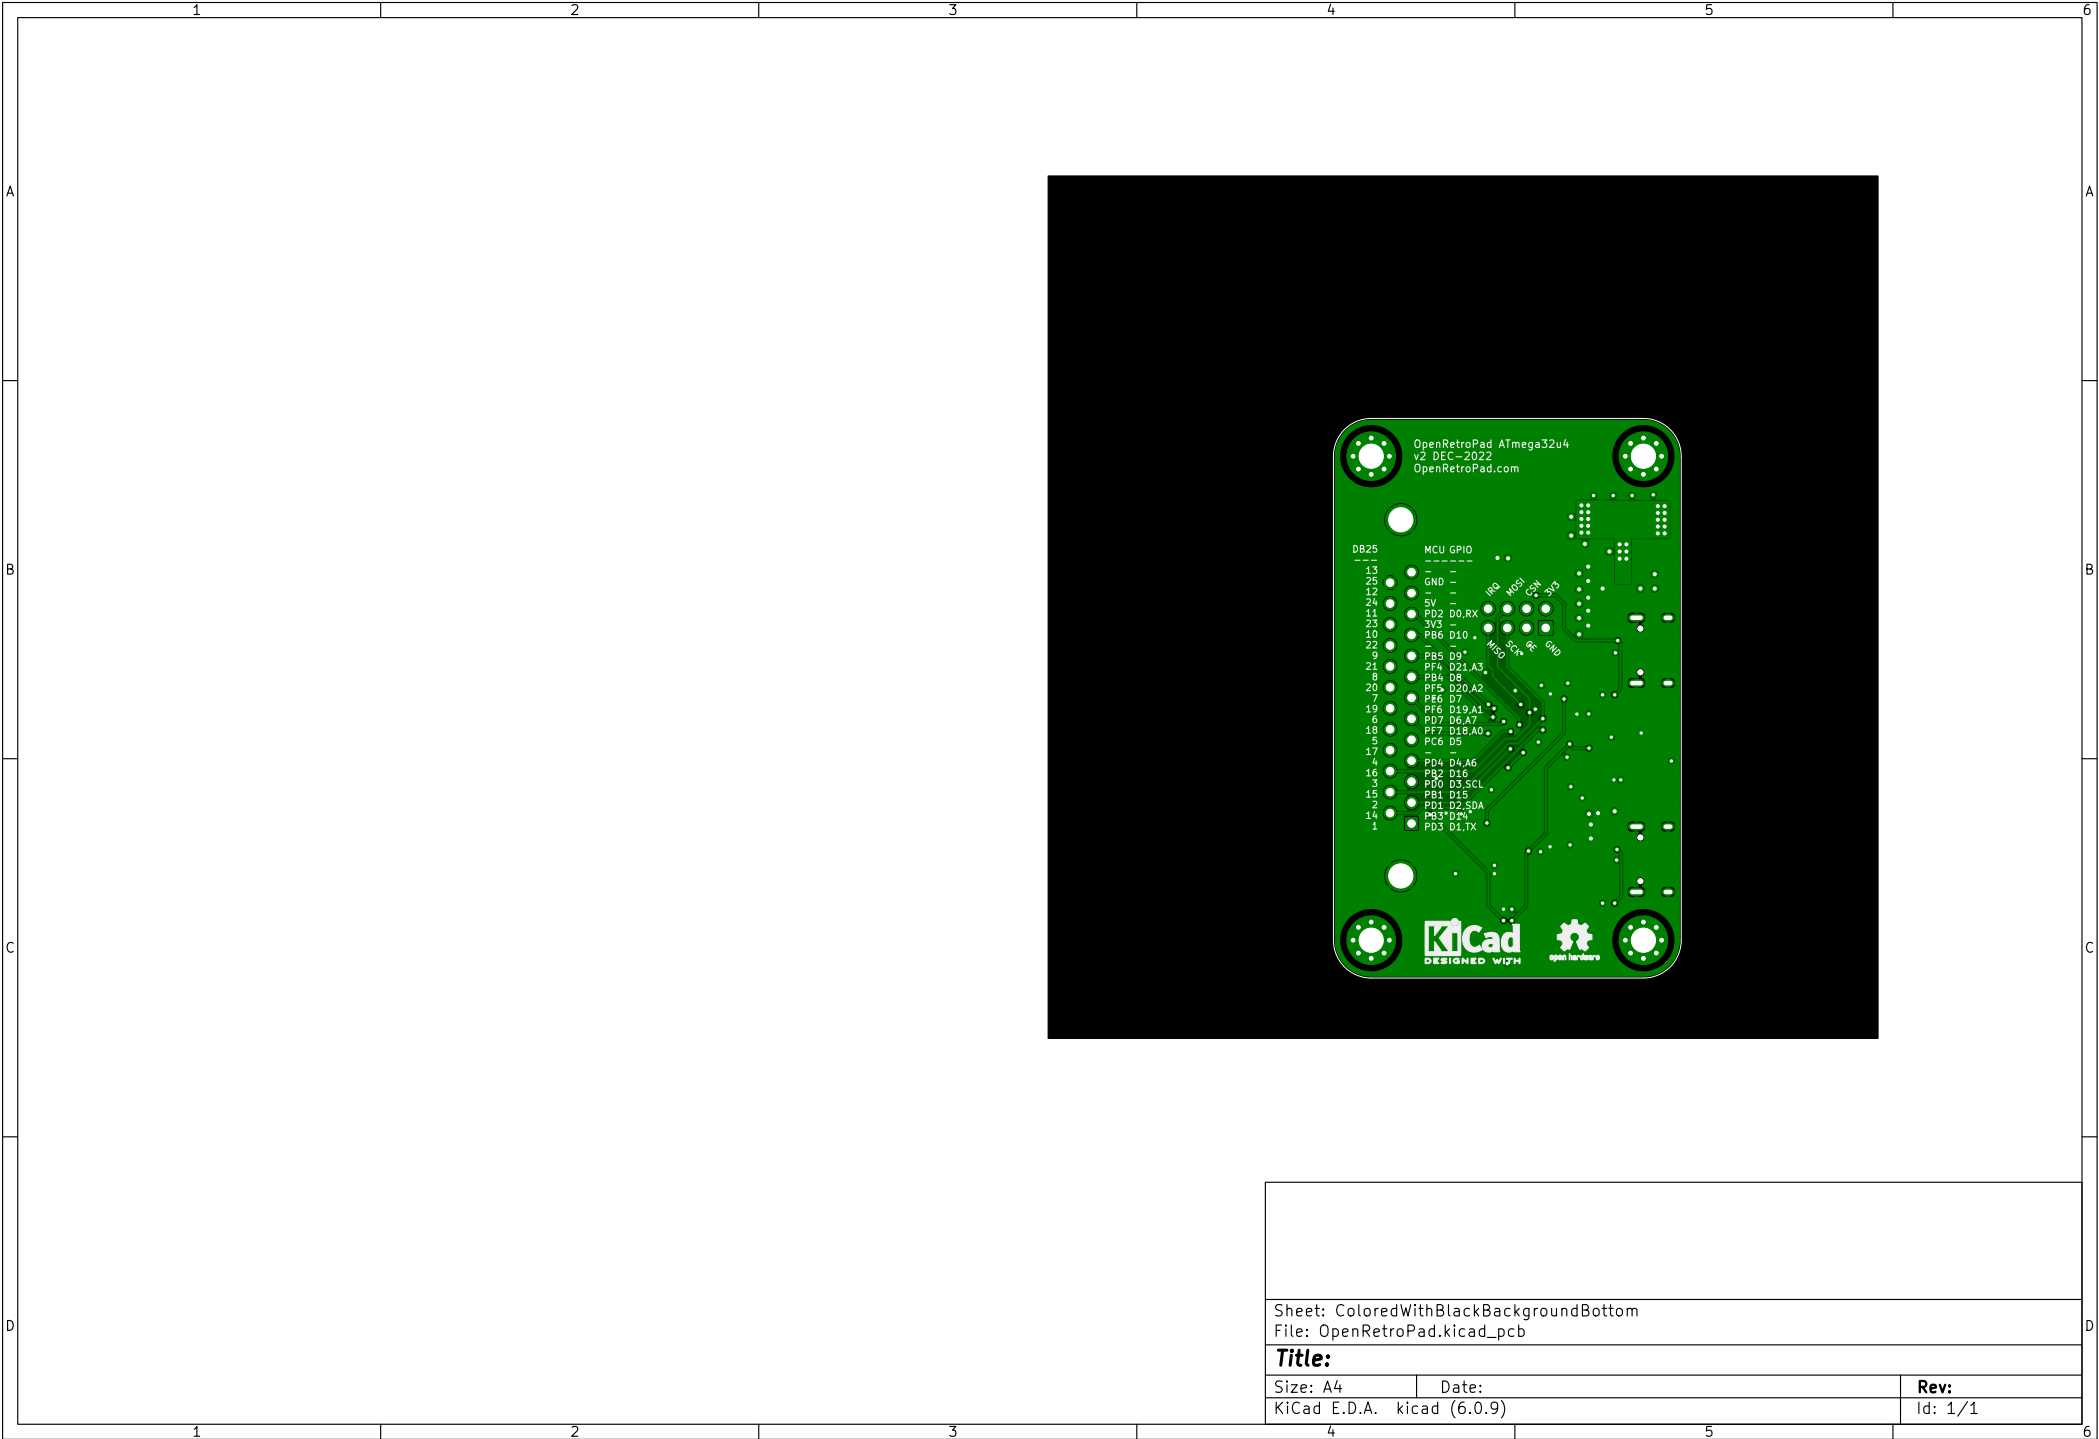 1 2 3 4 5 6
A A
B B
C C
D D
OpenRetroPad ATmega32u4
v2 DEC-2022
OpenRetroPad.com
DB25 MCU GPIO
--- ------
13 - -
25 GND -
12 - -
24 5V -
11 PD2 D0,RX
23 3V3 -
10 PB6 D10
22 - -
9 PB5 D9
21 PF4 D21,A3
8 PB4 D8
20 PF5 D20,A2
7 PE6 D7
19 PF6 D19,A1
6 PD7 D6,A7
18 PF7 D18,A0
5 PC6 D5
17 - -
4 PD4 D4,A6
16 PB2 D16
3 PD0 D3,SCL
15 PB1 D15
2 PD1 D2,SDA
14 PB3 D14
1 PD3 D1,TX
IRQ MOSI CSN 3V3
MISO SCK CE GND
KiCad
DESIGNED WITH
open hardware
Sheet: ColoredWithBlackBackgroundBottom
File: OpenRetroPad.kicad_pcb
Title:
Size: A4 Date: Rev:
KiCad E.D.A. kicad (6.0.9) Id: 1/1
1 2 3 4 5 6